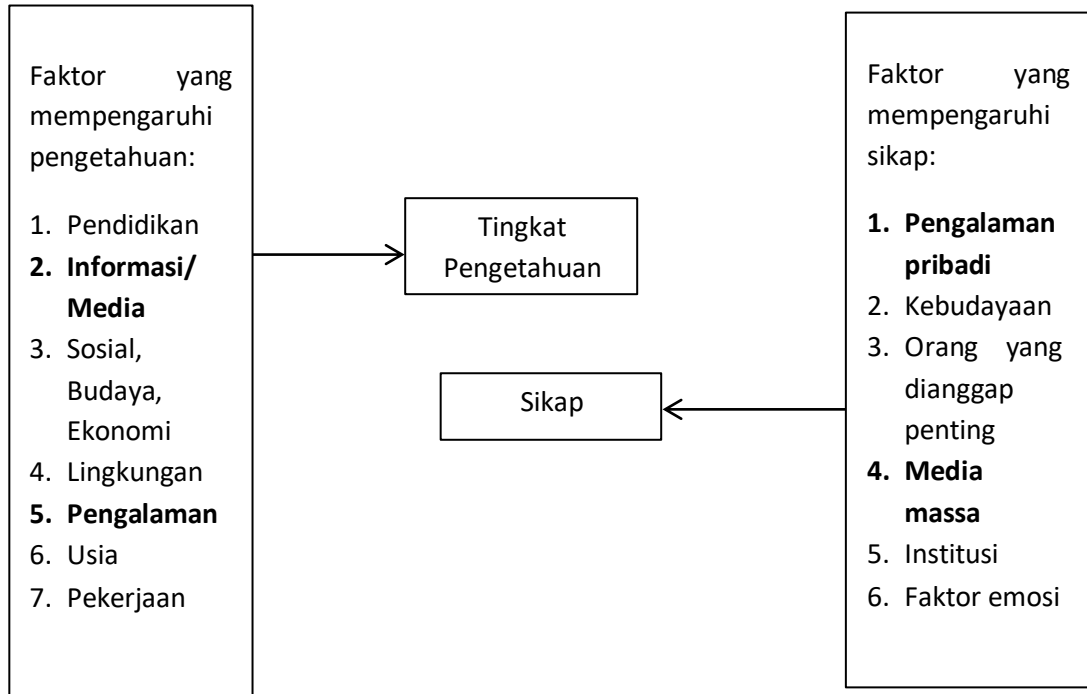 Faktor yang
mempengaruhi
pengetahuan:
1. Pendidikan
2. Informasi/
Media
3. Sosial,
Budaya,
Ekonomi
4. Lingkungan
5. Pengalaman
6. Usia
7. Pekerjaan
Tingkat
Pengetahuan
Sikap
Faktor yang
mempengaruhi
sikap:
1. Pengalaman
pribadi
2. Kebudayaan
3. Orang yang
dianggap
penting
4. Media
massa
5. Institusi
6. Faktor emosi